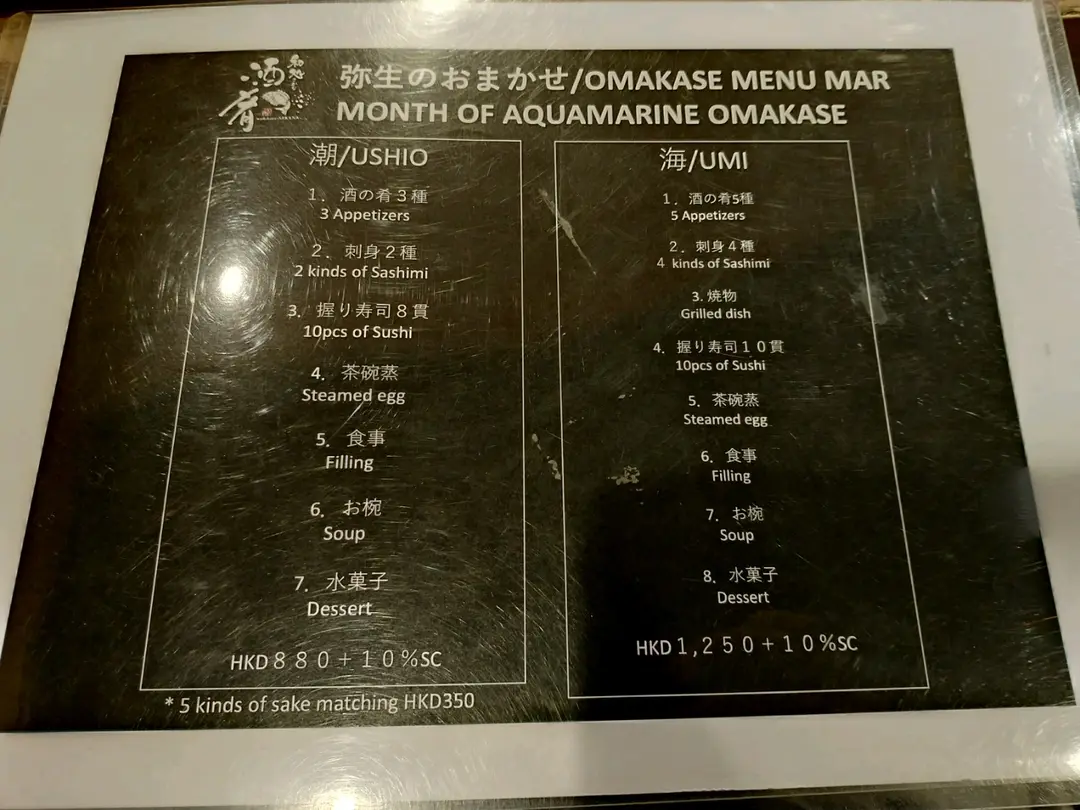 酒肴
弥生のおまかせ/OMAKASE MENU MAR
MONTH OF AQUAMARINE OMAKASE
潮/USHIO
1. 酒の肴3種
3 Appetizers
2. 刺身2種
2 kinds of Sashimi
3. 握り寿司8貫
10pcs of Sushi
4. 茶碗蒸
Steamed egg
5. 食事
Filling
6. お椀
Soup
7. 水菓子
Dessert
HKD880+10%SC
* 5 kinds of sake matching HKD350
海/UMI
1. 酒の肴5種
5 Appetizers
2. 刺身4種
4 kinds of Sashimi
3. 焼物
Grilled dish
4. 握り寿司10貫
10pcs of Sushi
5. 茶碗蒸
Steamed egg
6. 食事
Filling
7. お椀
Soup
8. 水菓子
Dessert
HKD1,250+10%SC